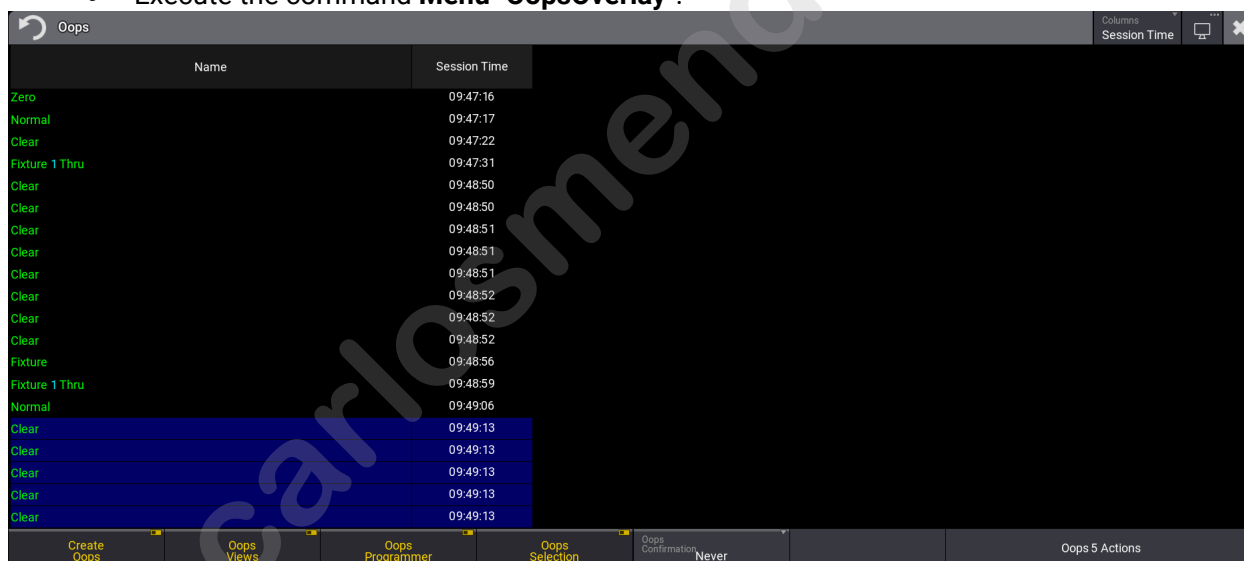 Execute the command Menu "OopsOverlay".
Oops
Columns
Session Time
Name Session Time
Zero 09:47:16
Normal 09:47:17
Clear 09:47:22
Fixture 1 Thru 09:47:31
Clear 09:48:50
Clear 09:48:50
Clear 09:48:51
Clear 09:48:51
Clear 09:48:51
Clear 09:48:52
Clear 09:48:52
Clear 09:48:52
Fixture 09:48:56
Fixture 1 Thru 09:48:59
Normal 09:49:06
Clear 09:49:13
Clear 09:49:13
Clear 09:49:13
Clear 09:49:13
Clear 09:49:13
Create
Oops
Oops
Views
Oops
Programmer
Oops
Selection
Oops
Confirmation
Never
Oops 5 Actions
carlosmend